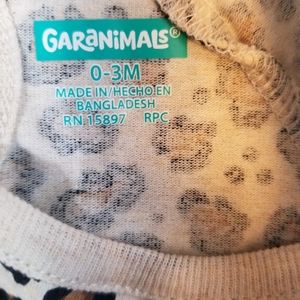 GARANIMALS®
0-3M
MADE IN/HECHO EN
BANGLADESH
RN 15897 RPC